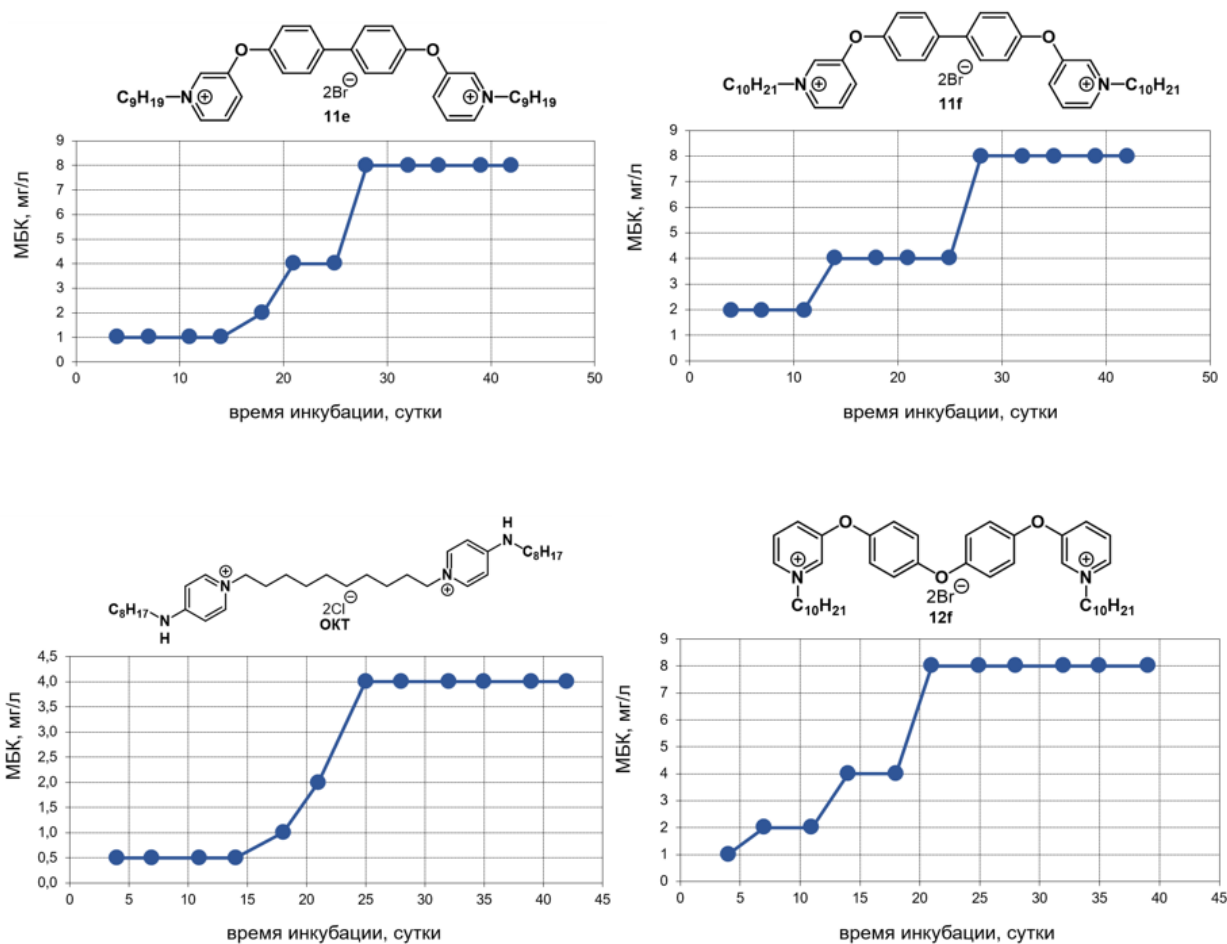 O O
C9H19 N + 2Br⊖ + N C9H19
11e
МБК, мг/л
9
8
7
6
5
4
3
2
1
0
0 10 20 30 40 50
время инкубации, сутки
O O
C10H21 N + 2Br⊖ + N C10H21
11f
МБК, мг/л
9
8
7
6
5
4
3
2
1
0
0 10 20 30 40 50
время инкубации, сутки
H
N C8H17
+ N N +
C8H17 N 2Cl⊖
H ОКТ
МБК, мг/л
4,5
4,0
3,5
3,0
2,5
2,0
1,5
1,0
0,5
0,0
0 5 10 15 20 25 30 35 40 45
время инкубации, сутки
O O
+ N O N +
C10H21 2Br⊖ C10H21
12f
МБК, мг/л
9
8
7
6
5
4
3
2
1
0
0 5 10 15 20 25 30 35 40 45
время инкубации, сутки